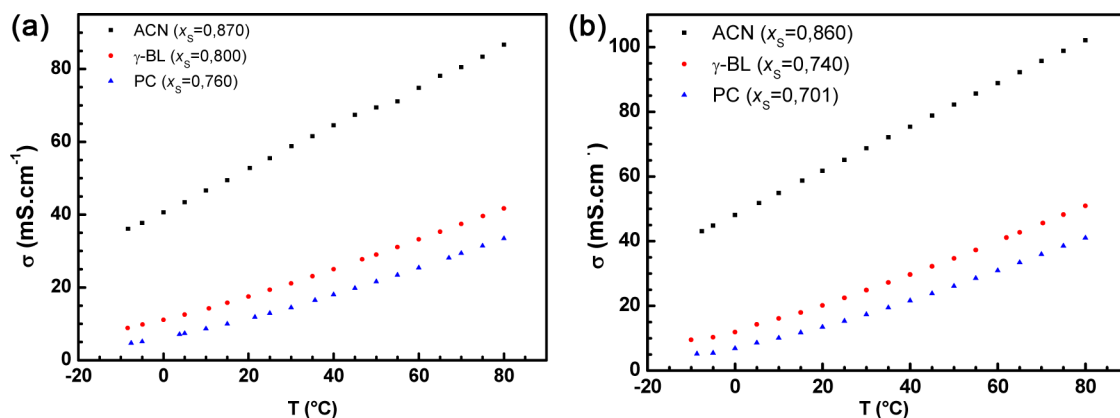 (a)
ACN (xS=0,870)
γ-BL (xS=0,800)
PC (xS=0,760)
σ (mS.cm-1)
80
60
40
20
0
-20 0 20 40 60 80
T (°C)
(b)
ACN (xS=0,860)
γ-BL (xS=0,740)
PC (xS=0,701)
σ (mS.cm
100
80
60
40
20
0
-20 0 20 40 60 80
T (°C)